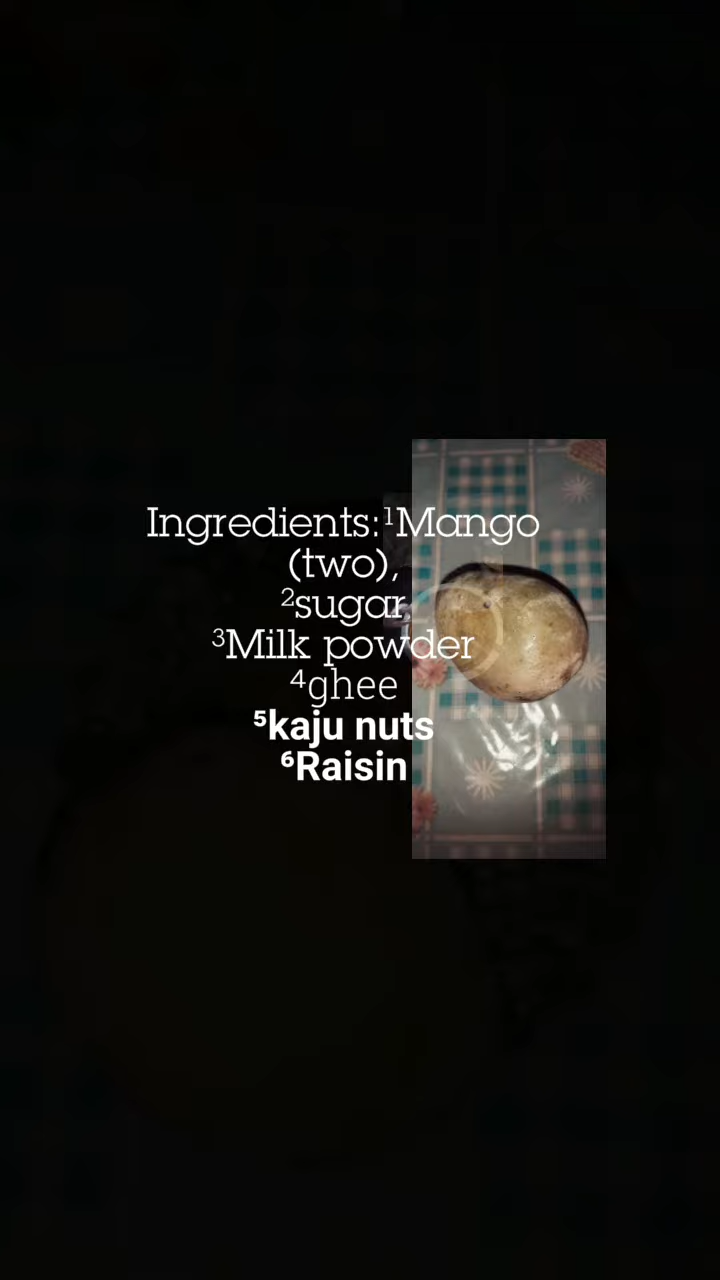 Ingredients:¹Mango
(two),
²sugar,
³Milk powder
⁴ghee
⁵kaju nuts
⁶Raisin